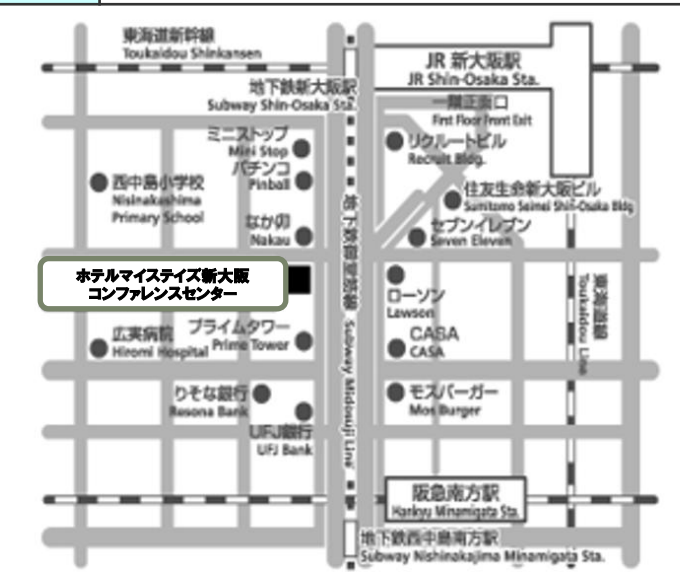 東海道新幹線
Toukaidou Shinkansen
JR 新大阪駅
JR Shin-Osaka Sta.
地下鉄新大阪駅
Subway Shin-Osaka Sta.
一階正面口
First Floor Front Exit
ミニストップ
Mini Stop
リクルートビル
Recruit Bldg.
パチンコ
Pinball
西中島小学校
Nisinakashima
Primary School
住友生命新大阪ビル
Sumitomo Seimei Shin-Osaka Bldg
なか卯
Nakau
セブンイレブン
Seven Eleven
地下鉄御堂筋線 Subway Midosuji Line
ホテルマイステイズ新大阪
コンファレンスセンター
ローソン
Lawson
東海道線
Toukaidou Line
広実病院
Hiromi Hospital
プライムタワー
Prime Tower
CASA
CASA
りそな銀行
Resona Bank
モスバーガー
Mos Burger
UFJ銀行
UFJ Bank
阪急南方駅
Hankyu Minamigata Sta.
地下鉄西中島南方駅
Subway Nishinakajima Minamigata Sta.